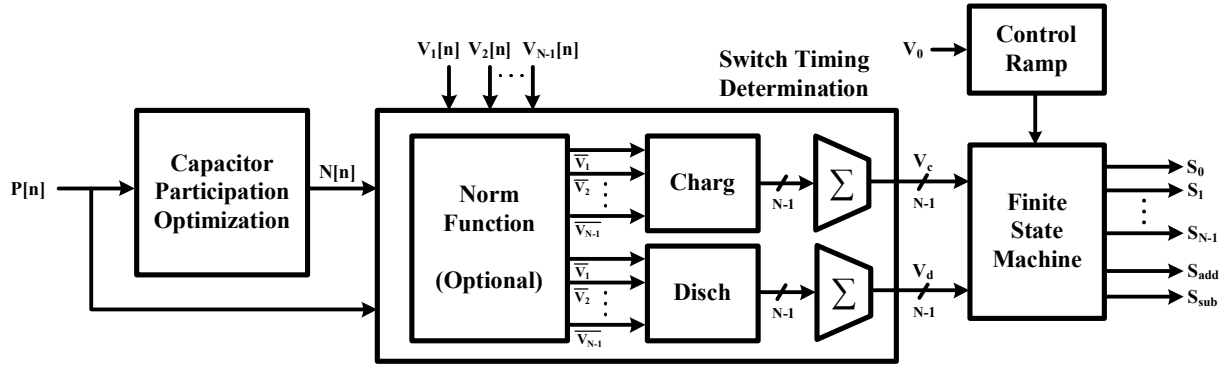 V₁[n] V₂[n] ··· V_N-1[n]
Switch Timing
Determination
V₀
Control
Ramp
P[n]
Capacitor
Participation
Optimization
N[n]
Norm
Function
(Optional)
V̅₁
V̅₂
⋮
V̅_N-1
Charg
N-1
∑
V_c
N-1
V̅₁
V̅₂
⋮
V̅_N-1
Disch
N-1
∑
V_d
N-1
Finite
State
Machine
S₀
S₁
⋮
S_N-1
S_add
S_sub